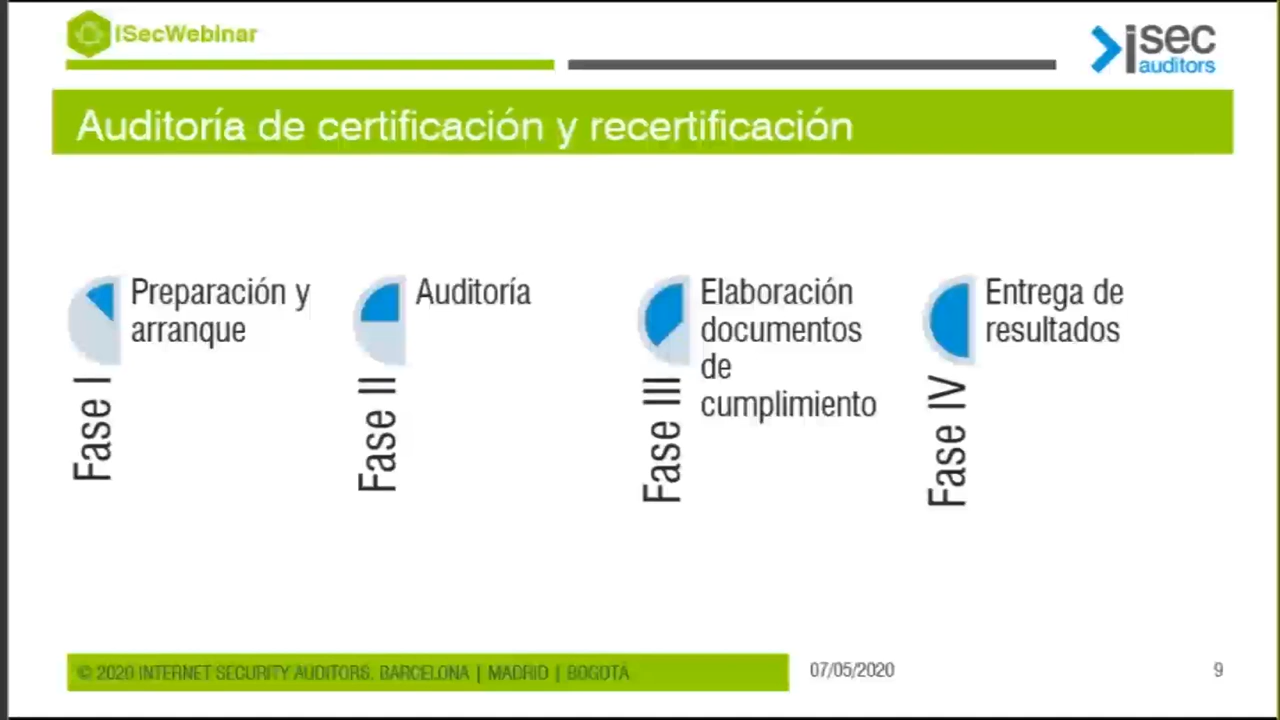 ISecWebinar
isec
auditors
Auditoría de certificación y recertificación
Fase I
Preparación y
arranque
Fase II
Auditoría
Fase III
Elaboración
documentos
de
cumplimiento
Fase IV
Entrega de
resultados
© 2020 INTERNET SECURITY AUDITORS. BARCELONA | MADRID | BOGOTÁ
07/05/2020
9